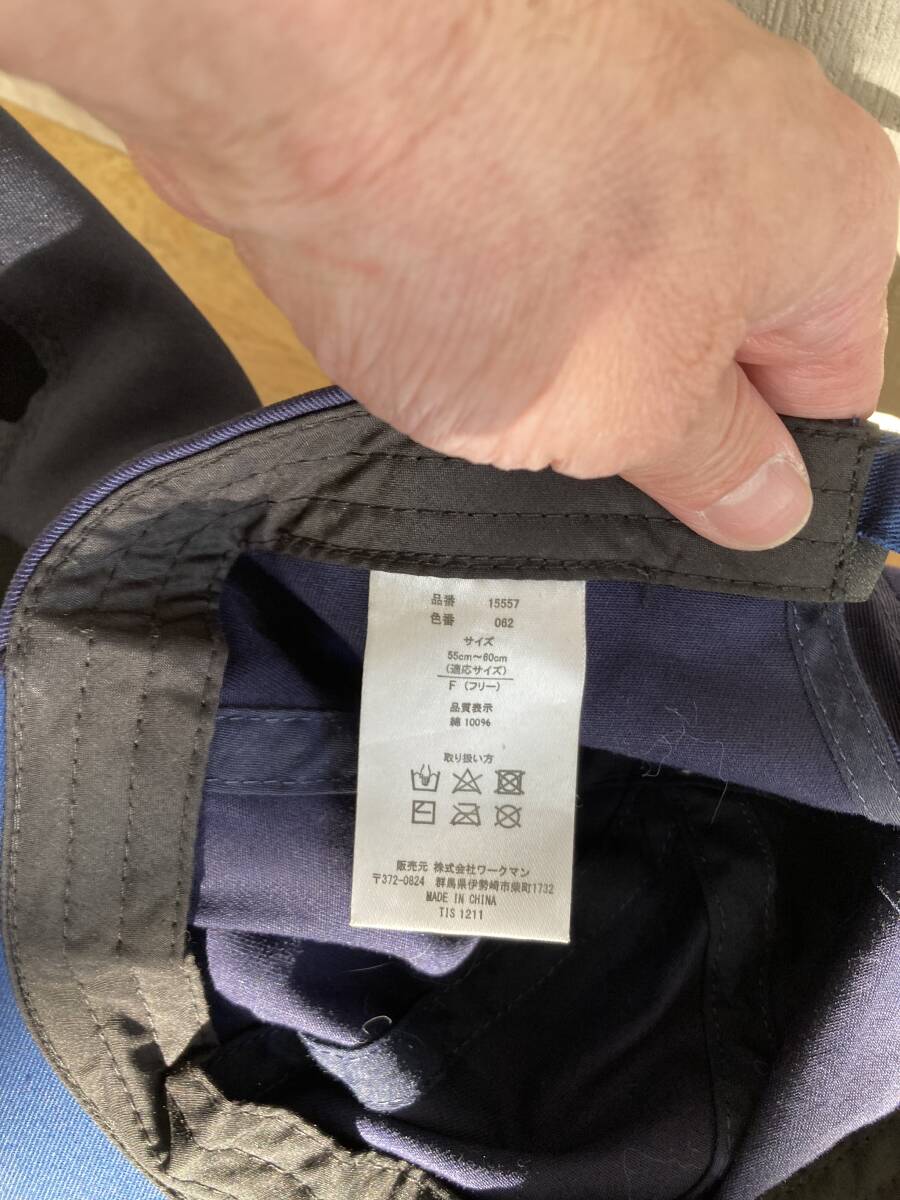 品番 15557
色番 062
サイズ
55cm～60cm
(適応サイズ)
F (フリー)
品質表示
綿 100%
取り扱い方
販売元 株式会社ワークマン
〒372-0824 群馬県伊勢崎市柴町1732
MADE IN CHINA
TIS 1211